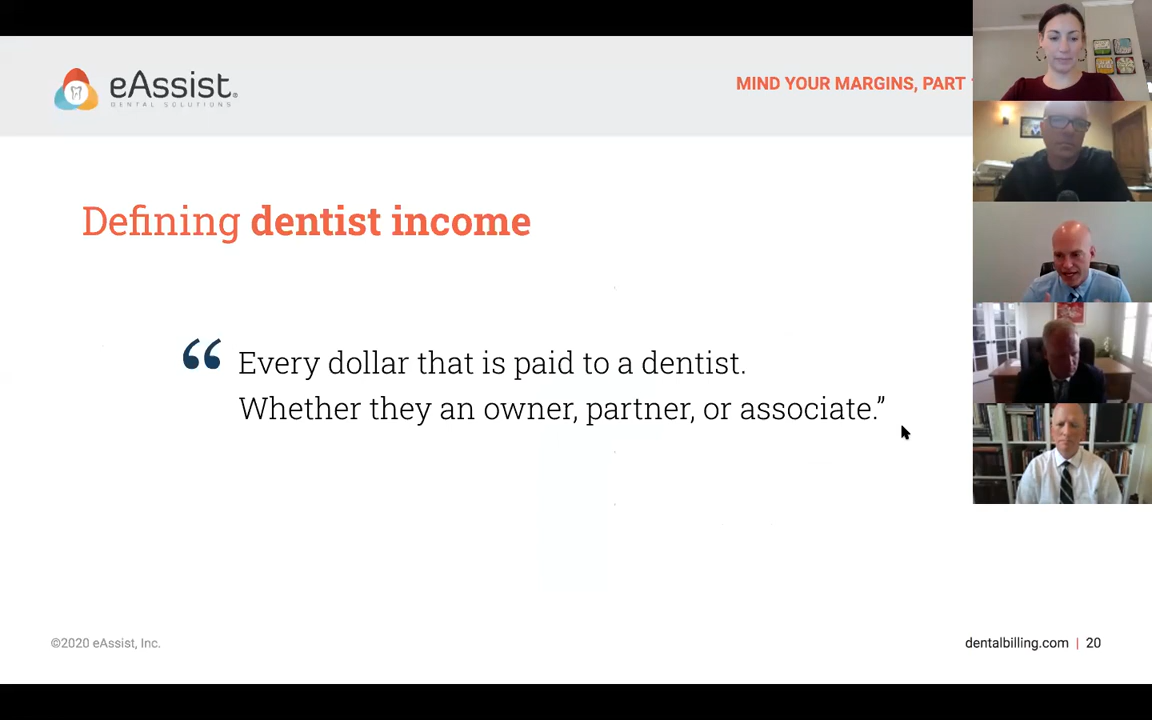 eAssist
DENTAL SOLUTIONS
MIND YOUR MARGINS, PART
Defining dentist income
“ Every dollar that is paid to a dentist.
Whether they an owner, partner, or associate.”
©2020 eAssist, Inc.
dentalbilling.com | 20